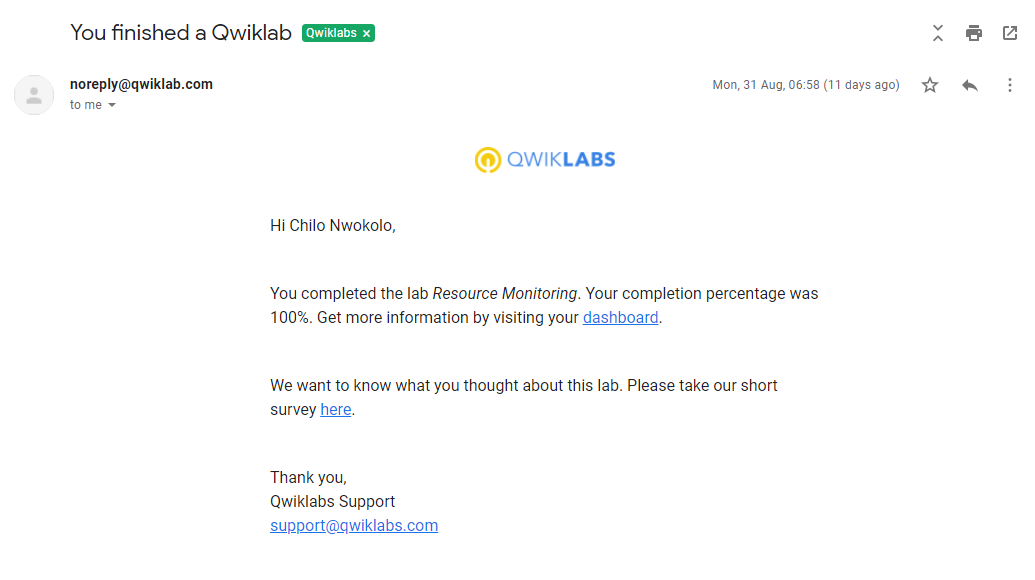 You finished a Qwiklab Qwiklabs ×
noreply@qwiklab.com Mon, 31 Aug, 06:58 (11 days ago)
to me
QWIKLABS
Hi Chilo Nwokolo,
You completed the lab Resource Monitoring. Your completion percentage was
100%. Get more information by visiting your dashboard.
We want to know what you thought about this lab. Please take our short
survey here.
Thank you,
Qwiklabs Support
support@qwiklabs.com